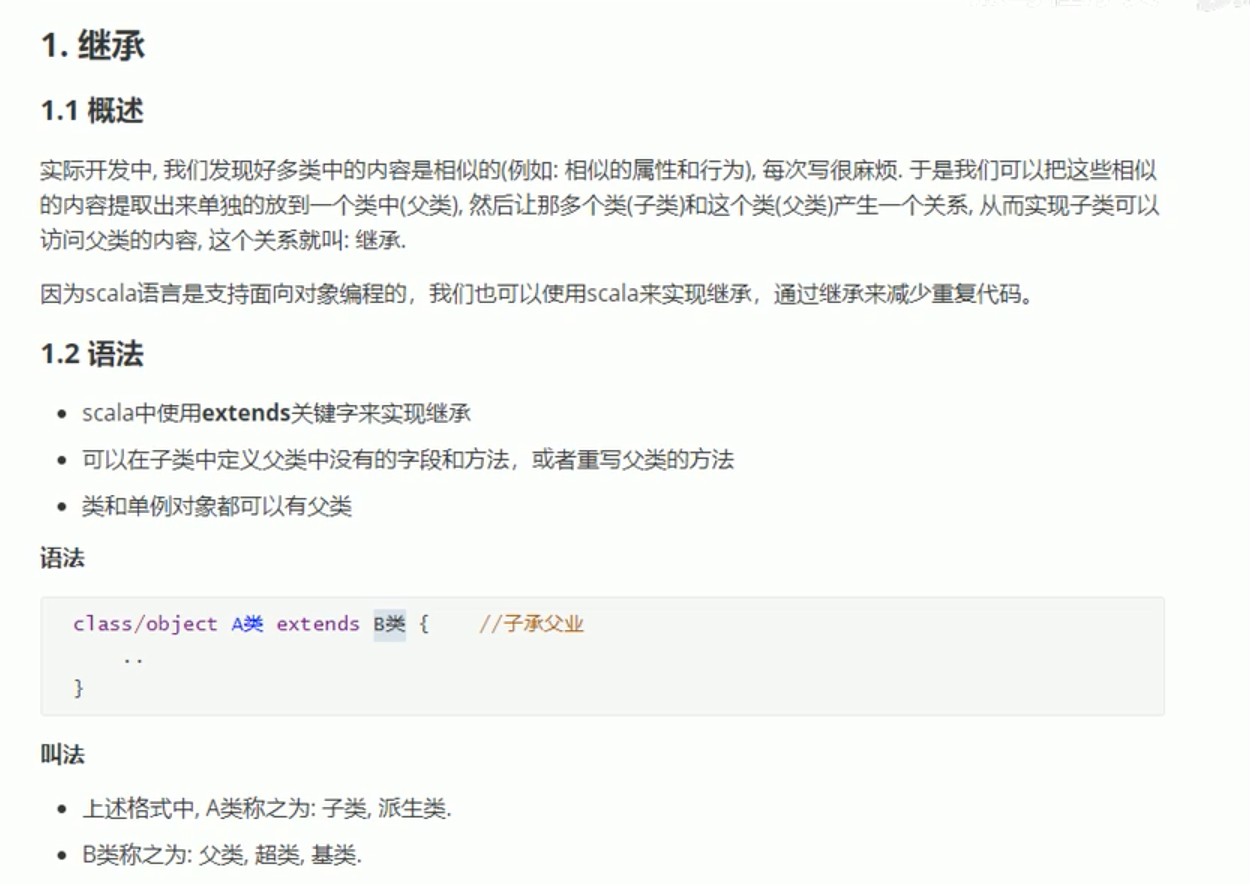 1. 继承
1.1 概述
实际开发中, 我们发现好多类中的内容是相似的(例如: 相似的属性和行为), 每次写很麻烦. 于是我们可以把这些相似
的内容提取出来单独的放到一个类中(父类), 然后让那多个类(子类)和这个类(父类)产生一个关系, 从而实现子类可以
访问父类的内容, 这个关系就叫: 继承.
因为scala语言是支持面向对象编程的，我们也可以使用scala来实现继承，通过继承来减少重复代码。
1.2 语法
• scala中使用extends关键字来实现继承
• 可以在子类中定义父类中没有的字段和方法，或者重写父类的方法
• 类和单例对象都可以有父类
语法
class/object A类 extends B类 {    //子承父业
    ..
}
叫法
• 上述格式中, A类称之为: 子类, 派生类.
• B类称之为: 父类, 超类, 基类.